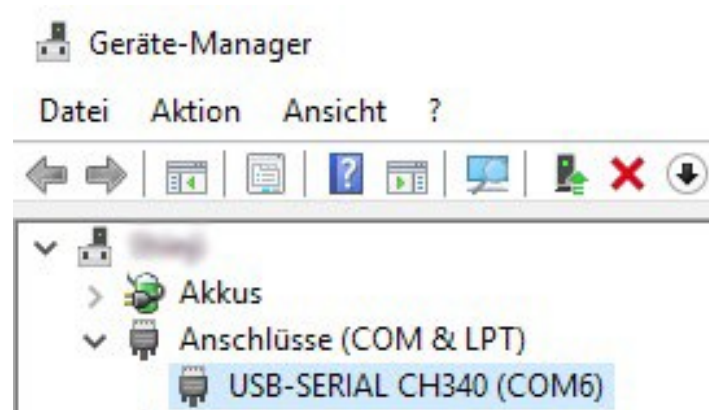 Geräte-Manager
Datei Aktion Ansicht ?
Akkus
Anschlüsse (COM & LPT)
USB-SERIAL CH340 (COM6)